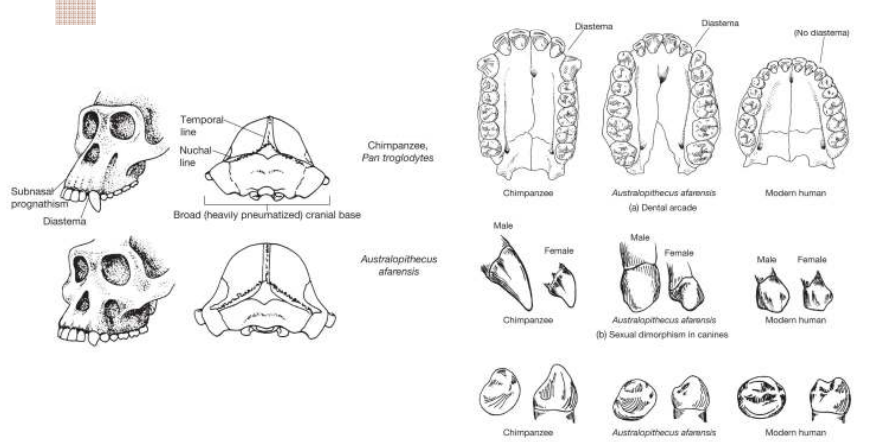 Temporal
line
Nuchal
line
Chimpanzee,
Pan troglodytes
Subnasal
prognathism
Diastema
Broad (heavily pneumatized) cranial base
Australopithecus
afarensis
Diastema
Diastema
(No diastema)
Chimpanzee
Australopithecus afarensis
Modern human
(a) Dental arcade
Male
Female
Male
Female
Male
Female
Chimpanzee
Australopithecus afarensis
Modern human
(b) Sexual dimorphism in canines
Chimpanzee
Australopithecus afarensis
Modern human